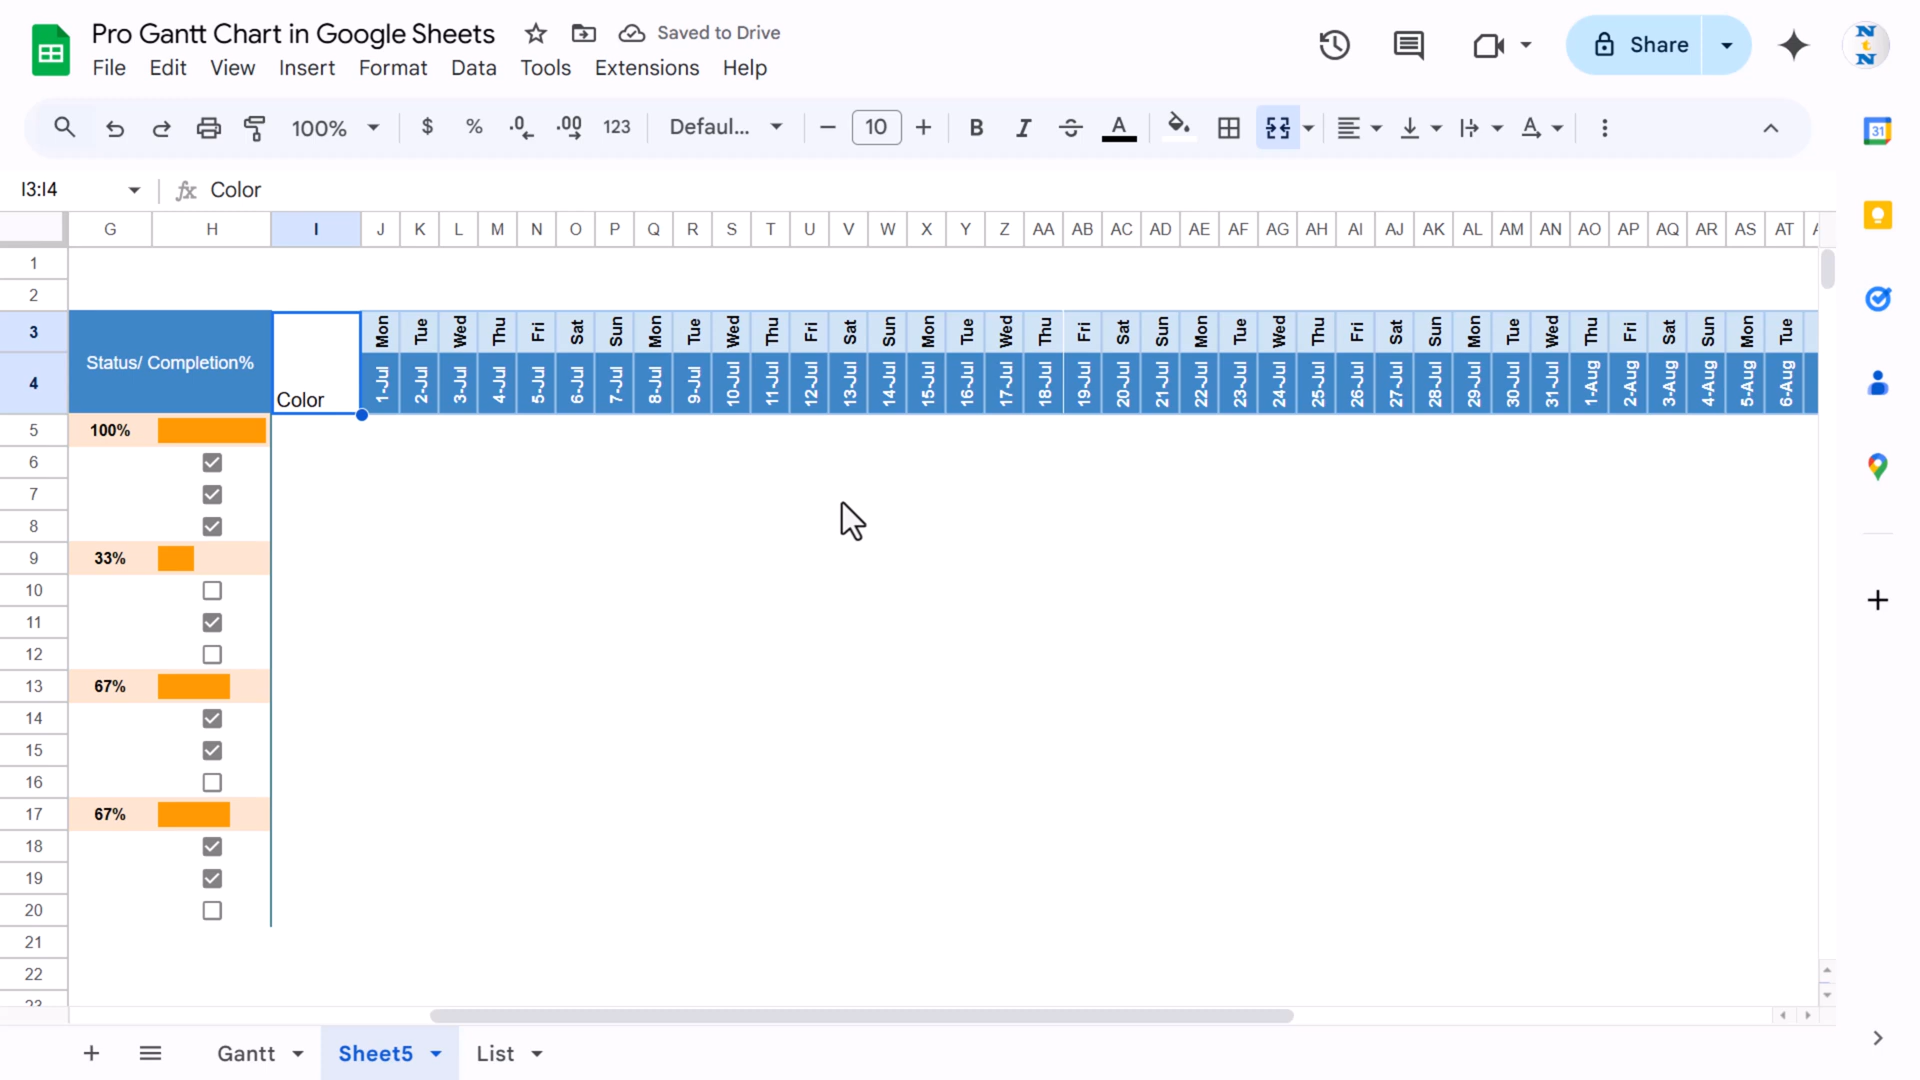 Pro Gantt Chart in Google Sheets Saved to Drive
File Edit View Insert Format Data Tools Extensions Help
Share
N t N
100% $ % .0 .00 123 Defaul... − 10 + B I S A
31
I3:I4 fx Color
G H I J K L M N O P Q R S T U V W X Y Z AA AB AC AD AE AF AG AH AI AJ AK AL AM AN AO AP AQ AR AS AT
1
2
3 Status/ Completion% Color Mon Tue Wed Thu Fri Sat Sun Mon Tue Wed Thu Fri Sat Sun Mon Tue Wed Thu Fri Sat Sun Mon Tue Wed Thu Fri Sat Sun Mon Tue Wed Thu Fri Sat Sun Mon Tue
4 1-Jul 2-Jul 3-Jul 4-Jul 5-Jul 6-Jul 7-Jul 8-Jul 9-Jul 10-Jul 11-Jul 12-Jul 13-Jul 14-Jul 15-Jul 16-Jul 17-Jul 18-Jul 19-Jul 20-Jul 21-Jul 22-Jul 23-Jul 24-Jul 25-Jul 26-Jul 27-Jul 28-Jul 29-Jul 30-Jul 31-Jul 1-Aug 2-Aug 3-Aug 4-Aug 5-Aug 6-Aug
5 100%
6
7
8
9 33%
10
11
12
13 67%
14
15
16
17 67%
18
19
20
21
22
23
+ Gantt Sheet5 List